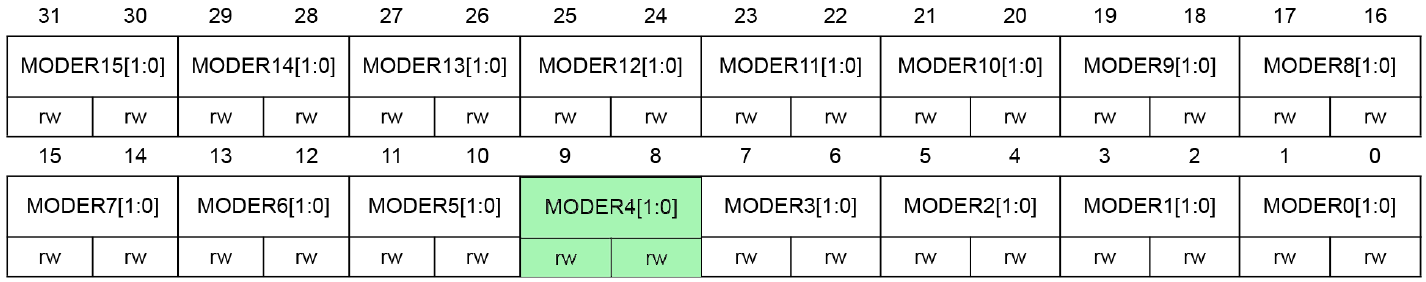 31 30 29 28 27 26 25 24 23 22 21 20 19 18 17 16
MODER15[1:0] MODER14[1:0] MODER13[1:0] MODER12[1:0] MODER11[1:0] MODER10[1:0] MODER9[1:0] MODER8[1:0]
rw rw rw rw rw rw rw rw rw rw rw rw rw rw rw rw
15 14 13 12 11 10 9 8 7 6 5 4 3 2 1 0
MODER7[1:0] MODER6[1:0] MODER5[1:0] MODER4[1:0] MODER3[1:0] MODER2[1:0] MODER1[1:0] MODER0[1:0]
rw rw rw rw rw rw rw rw rw rw rw rw rw rw rw rw